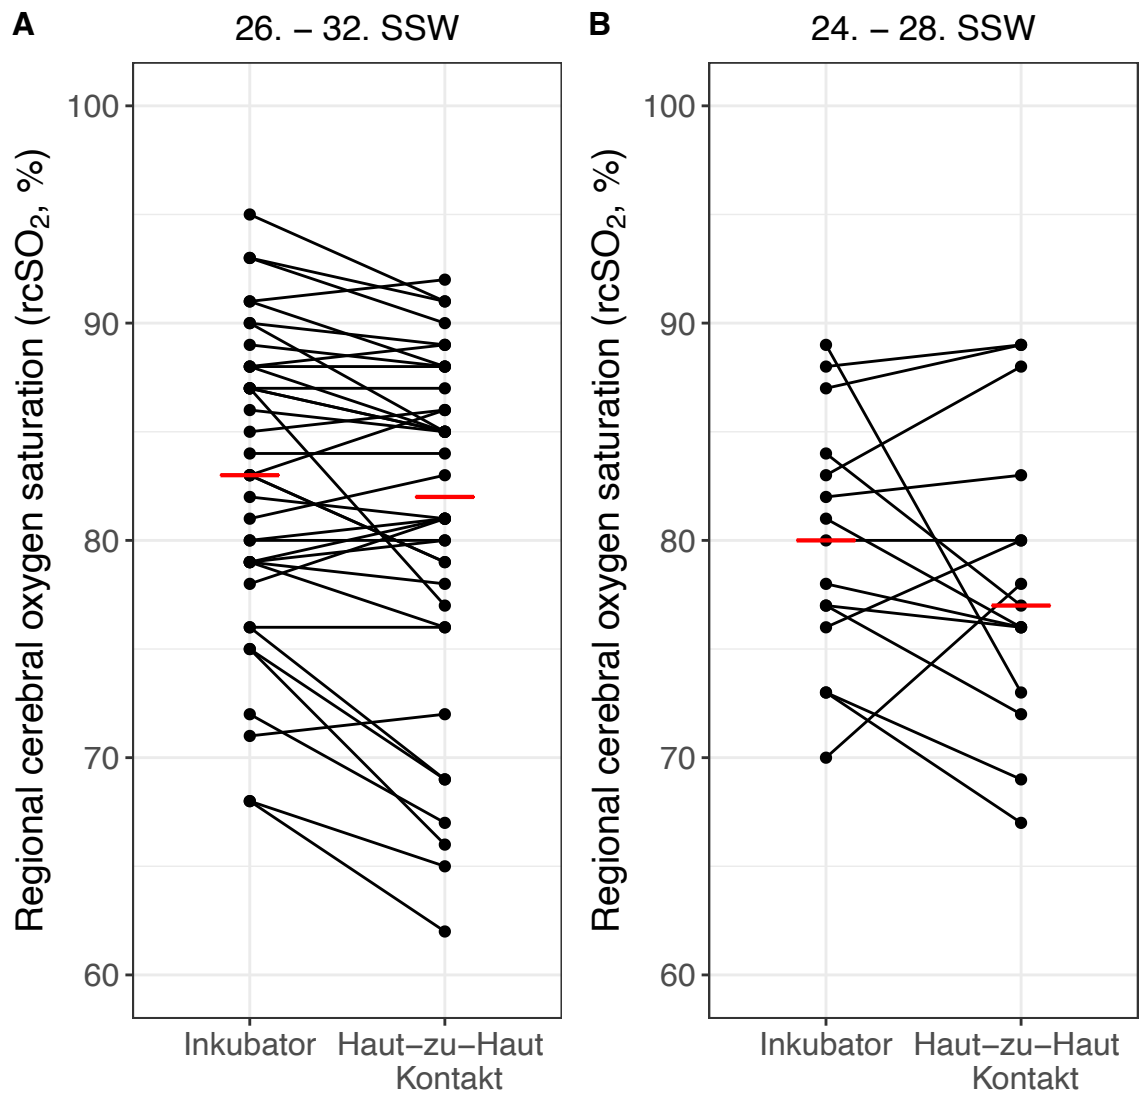 A
26. – 32. SSW
Regional cerebral oxygen saturation (rcSO₂, %)
100
90
80
70
60
Inkubator
Haut−zu−Haut
Kontakt
B
24. – 28. SSW
Regional cerebral oxygen saturation (rcSO₂, %)
100
90
80
70
60
Inkubator
Haut−zu−Haut
Kontakt